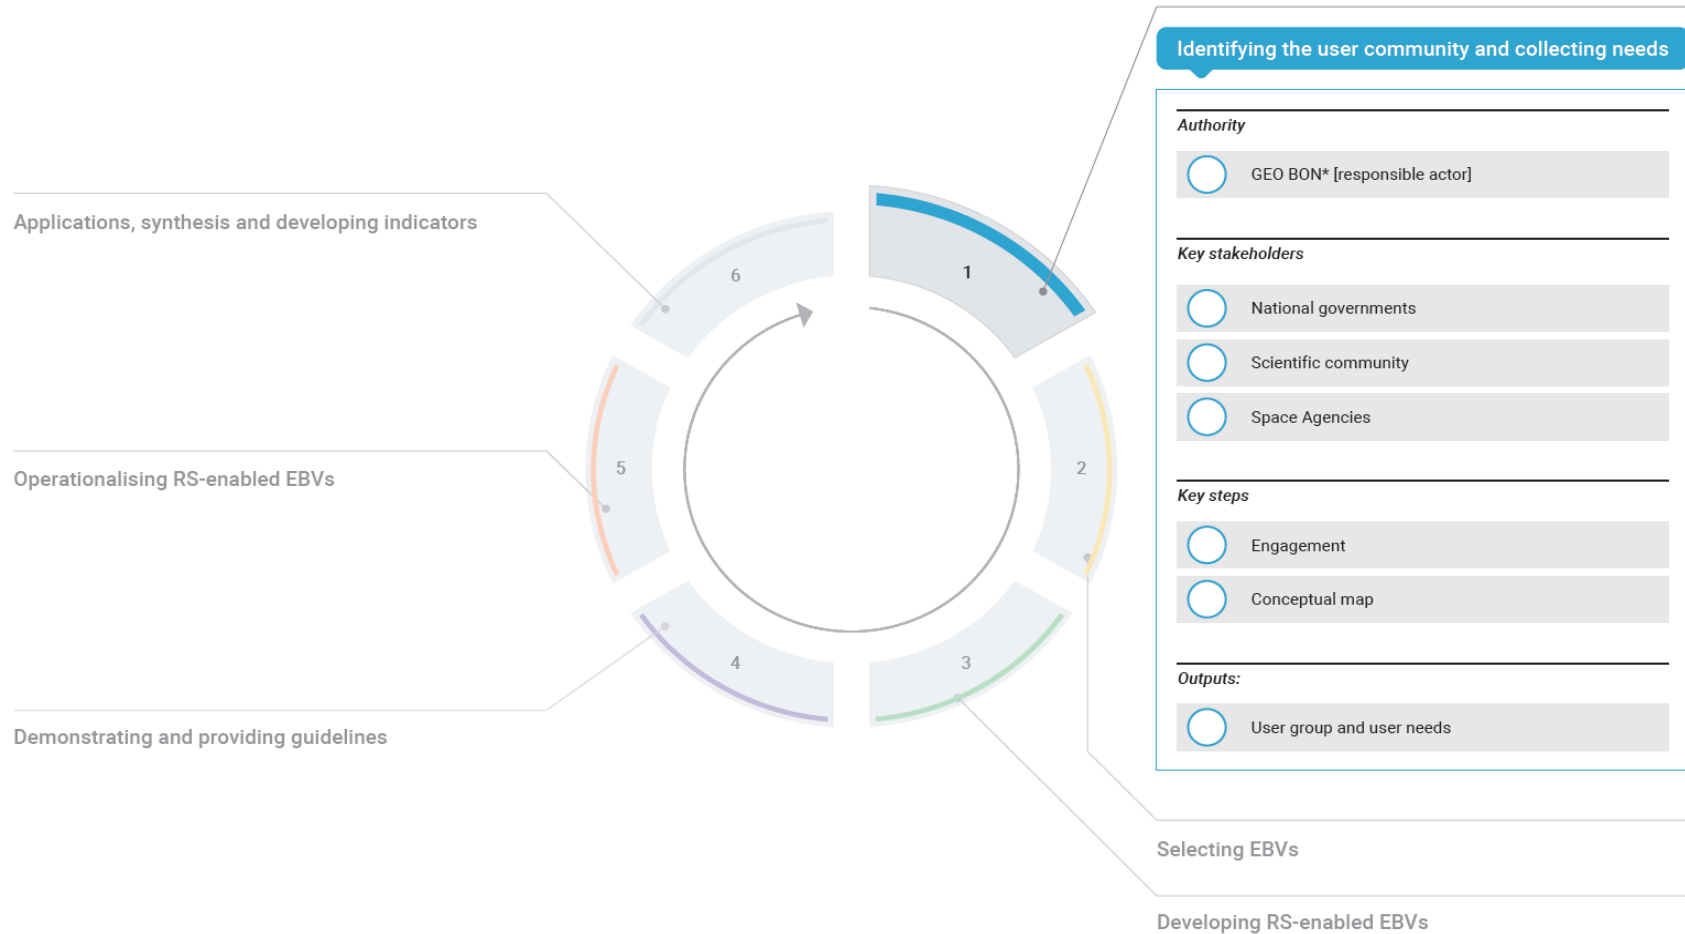 Identifying the user community and collecting needs
Authority
GEO BON* [responsible actor]
Key stakeholders
National governments
Scientific community
Space Agencies
Key steps
Engagement
Conceptual map
Outputs:
User group and user needs
Applications, synthesis and developing indicators
Operationalising RS-enabled EBVs
Demonstrating and providing guidelines
6
1
5
2
4
3
Selecting EBVs
Developing RS-enabled EBVs